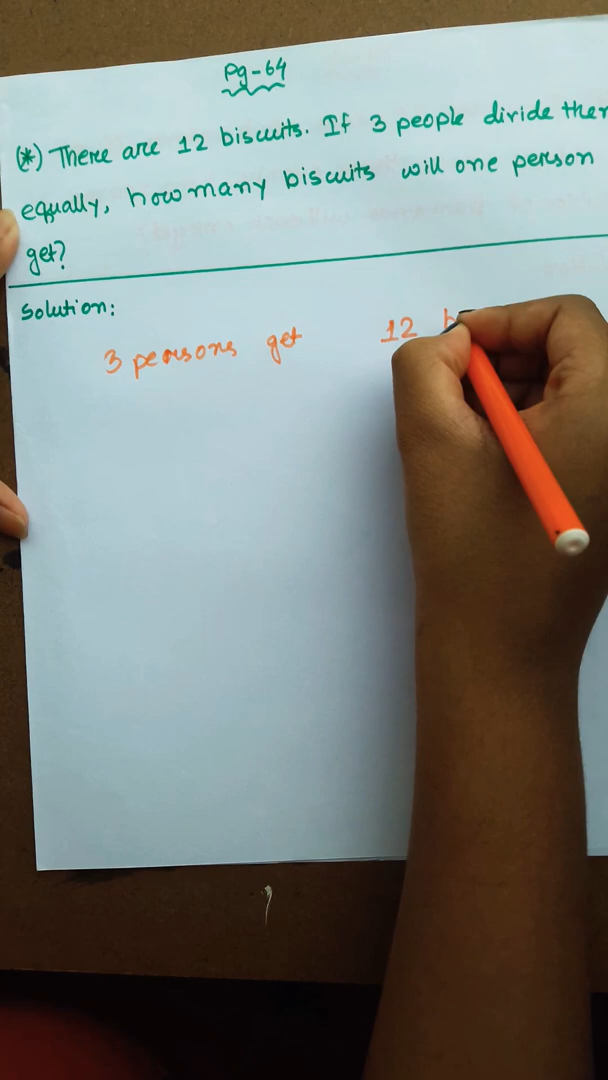 Pg-64
(*) There are 12 biscuits. If 3 people divide
equally, how many biscuits will one person
get?
Solution:
3 persons get 12